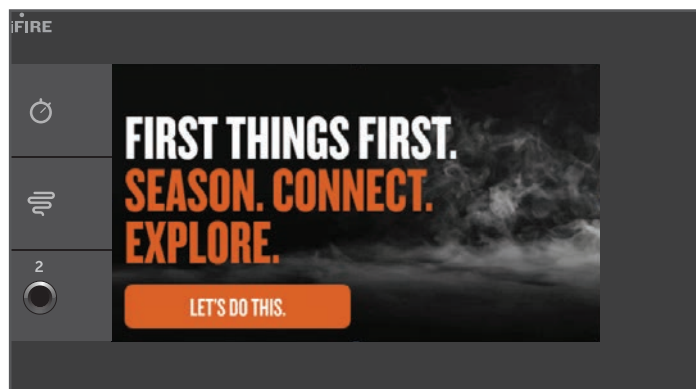 iFIRE
FIRST THINGS FIRST.
SEASON. CONNECT.
EXPLORE.
2
LET'S DO THIS.